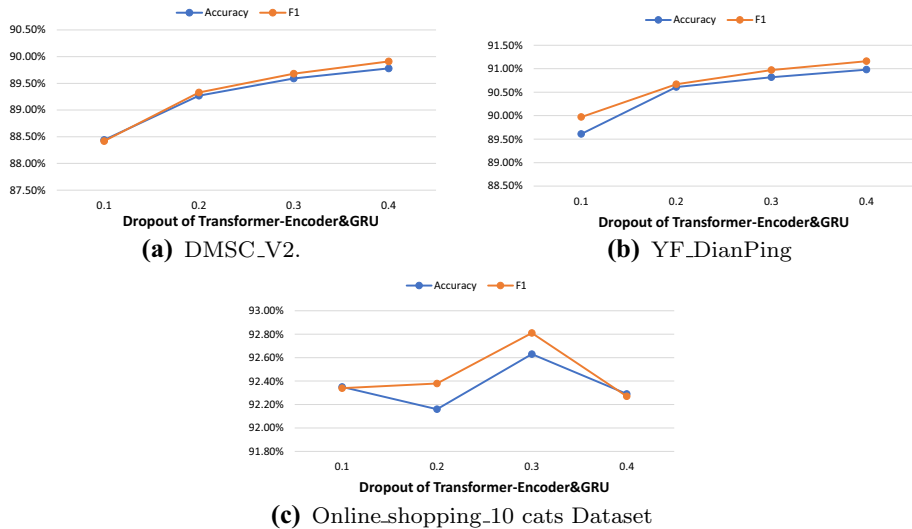 Accuracy F1
90.50%
90.00%
89.50%
89.00%
88.50%
88.00%
87.50%
0.1 0.2 0.3 0.4
Dropout of Transformer-Encoder&GRU
(a) DMSC_V2.
Accuracy F1
91.50%
91.00%
90.50%
90.00%
89.50%
89.00%
88.50%
0.1 0.2 0.3 0.4
Dropout of Transformer-Encoder&GRU
(b) YF_DianPing
Accuracy F1
93.00%
92.80%
92.60%
92.40%
92.20%
92.00%
91.80%
0.1 0.2 0.3 0.4
Dropout of Transformer-Encoder&GRU
(c) Online_shopping_10 cats Dataset